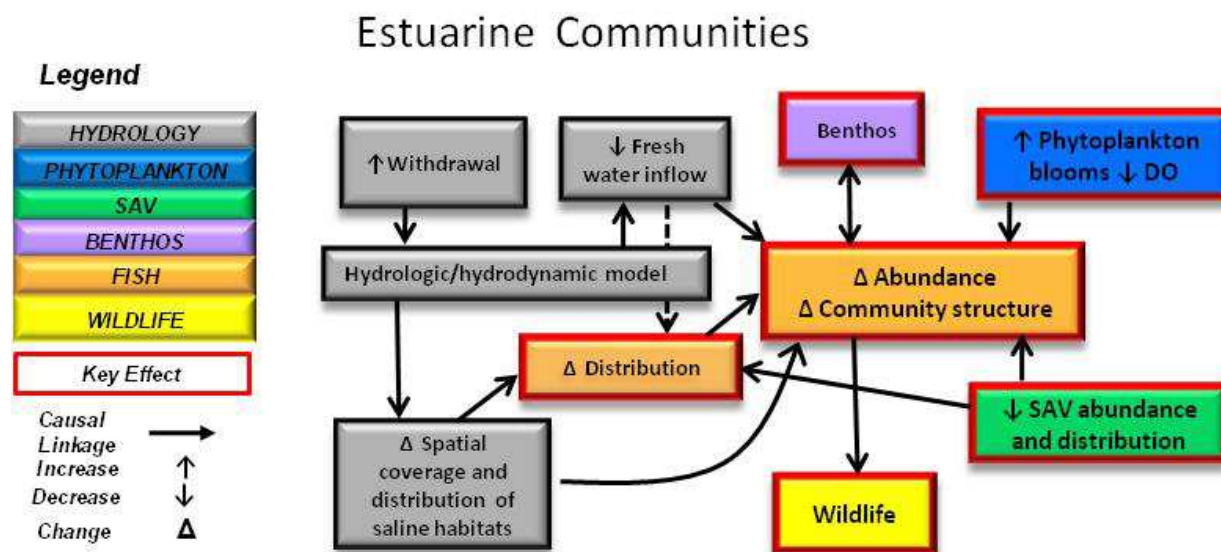 Estuarine Communities
Legend
HYDROLOGY
PHYTOPLANKTON
SAV
BENTHOS
FISH
WILDLIFE
Key Effect
Causal
Linkage
Increase ↑
Decrease ↓
Change Δ
↑ Withdrawal
↓ Fresh
water inflow
Benthos
↑ Phytoplankton
blooms ↓ DO
Hydrologic/hydrodynamic model
Δ Abundance
Δ Community structure
Δ Distribution
↓ SAV abundance
and distribution
Δ Spatial
coverage and
distribution of
saline habitats
Wildlife